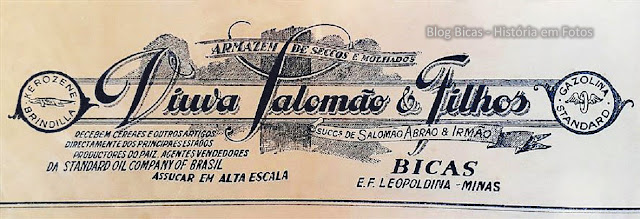 Blog Bicas - História em Fotos
ARMAZEM DE SECCOS E MOLHADOS
KEROZENE
BRINDILLA
Viuva Salomão & Filhos
GAZOLINA
STANDARD
SUCCS DE SALOMÃO ABRÃO & IRMÃO
RECEBEM CEREAES E OUTROS ARTIGOS
DIRECTAMENTE DOS PRINCIPAES ESTADOS
PRODUCTORES DO PAIZ. AGENTES VENDEDORES
DA STANDARD OIL COMPANY OF BRASIL
ASSUCAR EM ALTA ESCALA
BICAS
E.F. LEOPOLDINA - MINAS